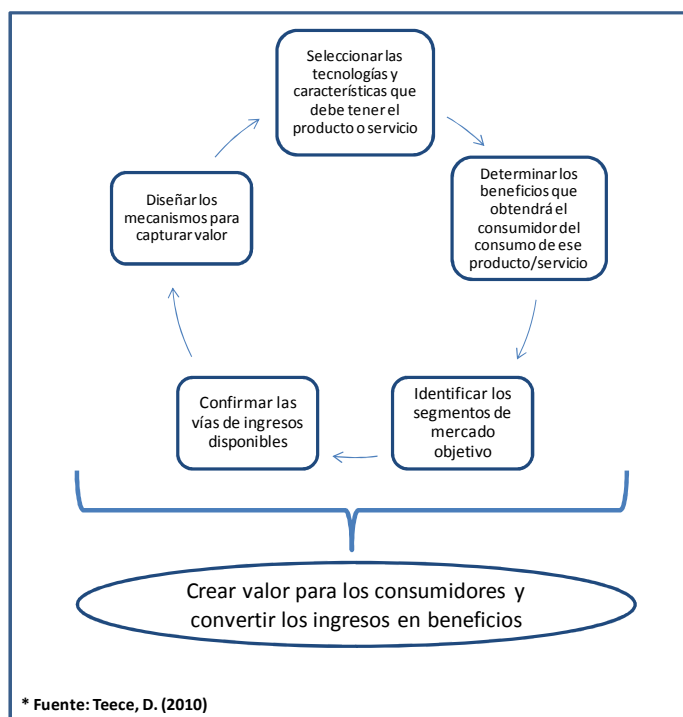 Seleccionar las
tecnologías y
características que
debe tener el
producto o servicio
Determinar los
beneficios que
obtendrá el
consumidor del
consumo de ese
producto/servicio
Identificar los
segmentos de
mercado
objetivo
Confirmar las
vías de ingresos
disponibles
Diseñar los
mecanismos para
capturar valor
Crear valor para los consumidores y
convertir los ingresos en beneficios
* Fuente: Teece, D. (2010)